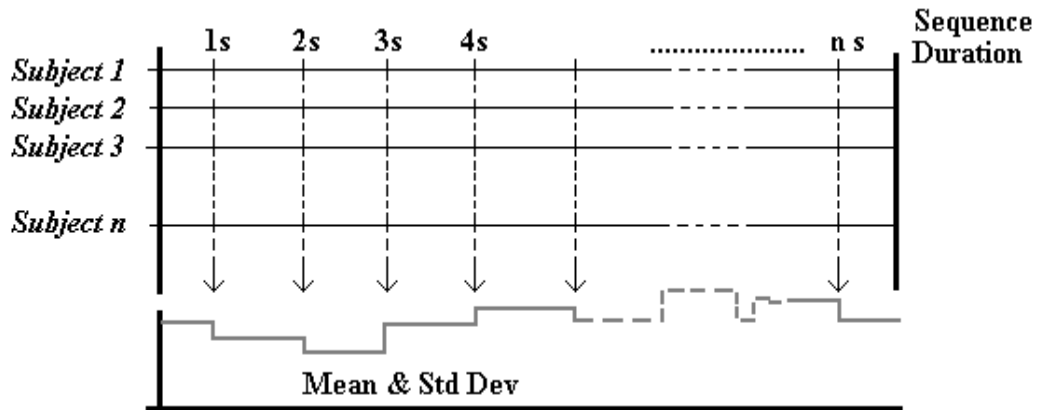 Sequence
Duration
1s 2s 3s 4s .................... n s
Subject 1
Subject 2
Subject 3
Subject n
Mean & Std Dev